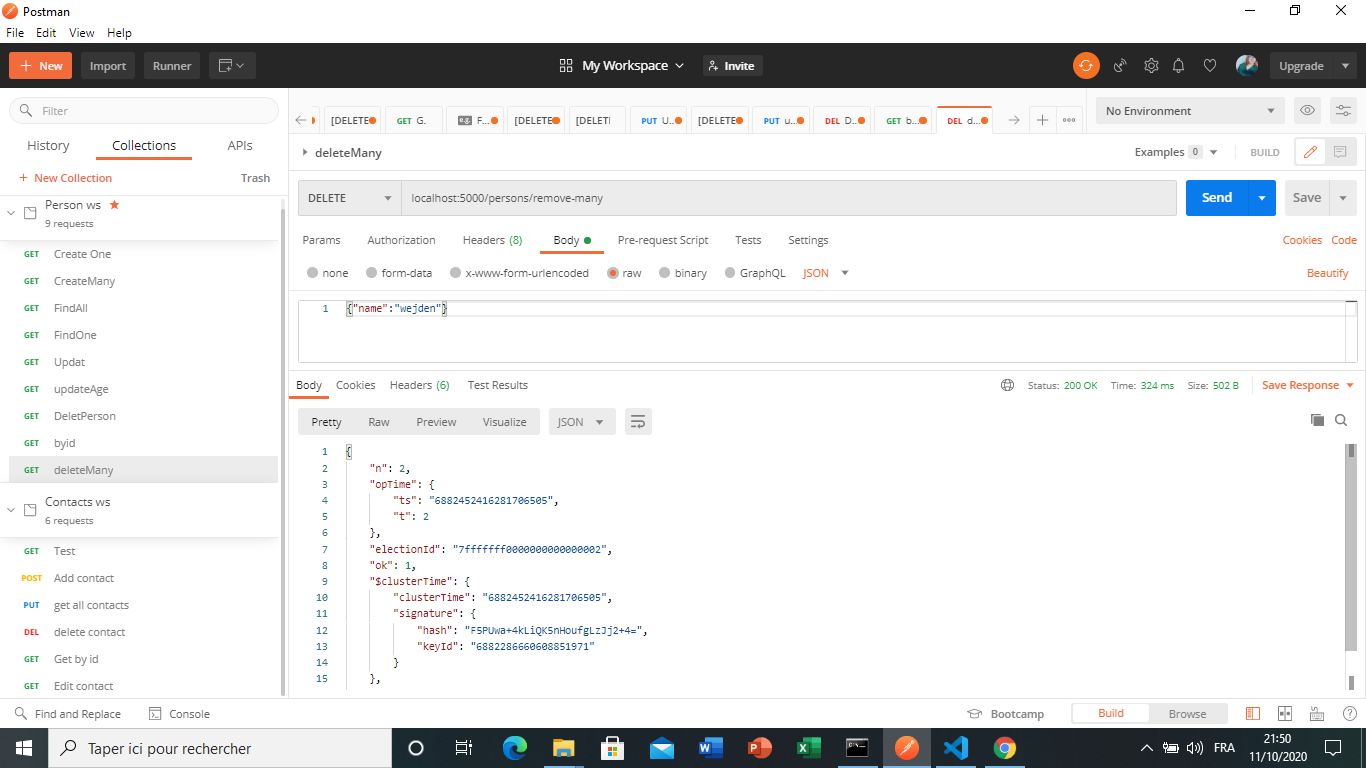 Postman
File Edit View Help
New Import Runner My Workspace Invite Upgrade
Filter
History Collections APIs
New Collection Trash
Person ws
9 requests
GET Create One
GET CreateMany
GET FindAll
GET FindOne
GET Updat
GET updateAge
GET DeletPerson
GET byid
GET deleteMany
Contacts ws
6 requests
GET Test
POST Add contact
PUT get all contacts
DEL delete contact
GET Get by id
GET Edit contact
[DELETE GET G. F... [DELETE [DELETI PUT U... [DELETE PUT u... DEL D... GET b... DEL d...
No Environment
deleteMany
Examples 0 BUILD
DELETE localhost:5000/persons/remove-many Send Save
Params Authorization Headers (8) Body Pre-request Script Tests Settings Cookies Code
none form-data x-www-form-urlencoded raw binary GraphQL JSON Beautify
1 {"name":"wejden"}
Body Cookies Headers (6) Test Results Status: 200 OK Time: 324 ms Size: 502 B Save Response
Pretty Raw Preview Visualize JSON
1 {
2 "n": 2,
3 "opTime": {
4 "ts": "6882452416281706505",
5 "t": 2
6 },
7 "electionId": "7fffffff0000000000000002",
8 "ok": 1,
9 "$clusterTime": {
10 "clusterTime": "6882452416281706505",
11 "signature": {
12 "hash": "F5PUwa+4kLiQK5nHoufgLzJj2+4=",
13 "keyId": "6882286660608851971"
14 }
15 },
Find and Replace Console Bootcamp Build Browse
Taper ici pour rechercher
FRA
21:50
11/10/2020